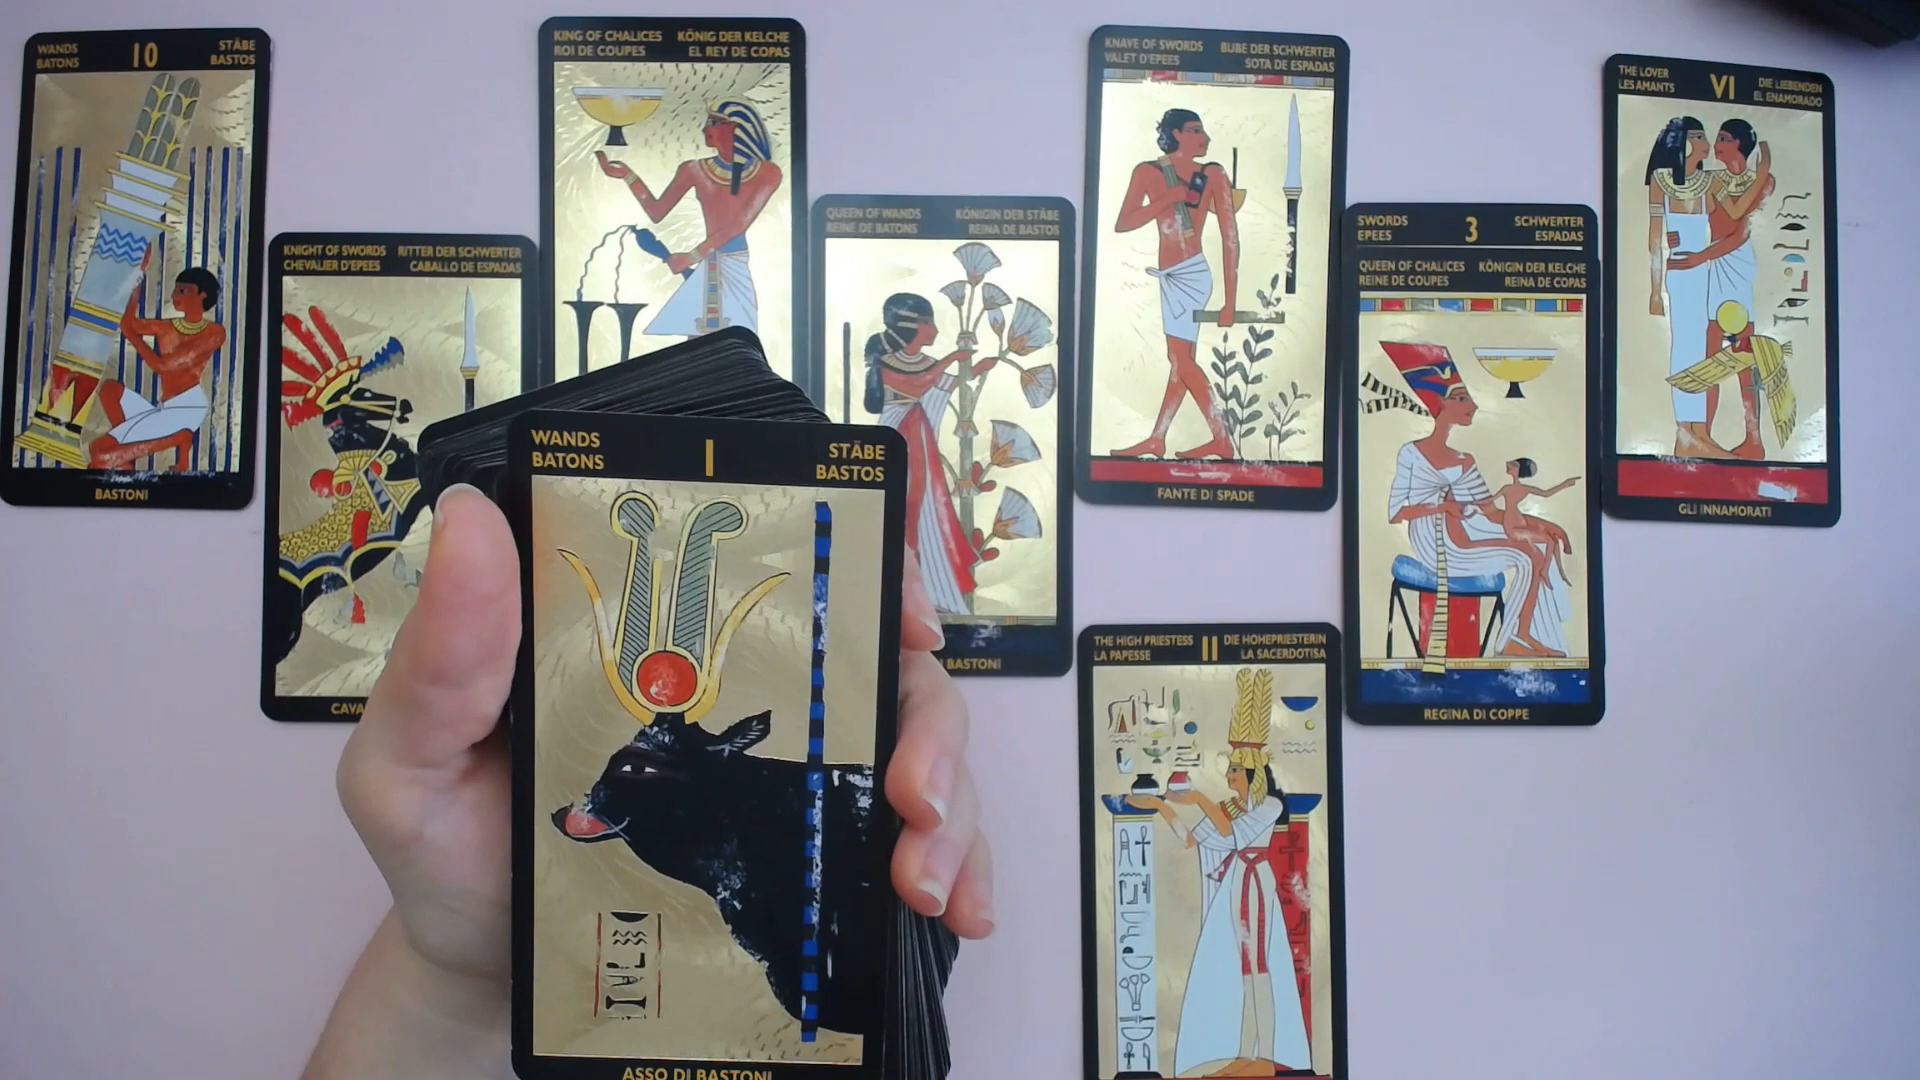 WANDS 10 STÄBE
BATONS BASTOS
BASTONI
KNIGHT OF SWORDS RITTER DER SCHWERTER
CHEVALIER D'EPEES CABALLO DE ESPADAS
KING OF CHALICES KÖNIG DER KELCHE
ROI DE COUPES EL REY DE COPAS
WANDS I STÄBE
BATONS BASTOS
ASSO DI BASTONI
QUEEN OF WANDS KÖNIGIN DER STÄBE
REINE DE BATONS REINA DE BASTOS
BASTONI
KNAVE OF SWORDS BUBE DER SCHWERTER
VALET D'EPEES SOTA DE ESPADAS
FANTE DI SPADE
THE HIGH PRIESTESS II DIE HOHEPRIESTERIN
LA PAPESSE LA SACERDOTISA
SWORDS 3 SCHWERTER
EPEES ESPADAS
QUEEN OF CHALICES KÖNIGIN DER KELCHE
REINE DE COUPES REINA DE COPAS
REGINA DI COPPE
THE LOVER VI DIE LIEBENDEN
LES AMANTS EL ENAMORADO
GLI INNAMORATI